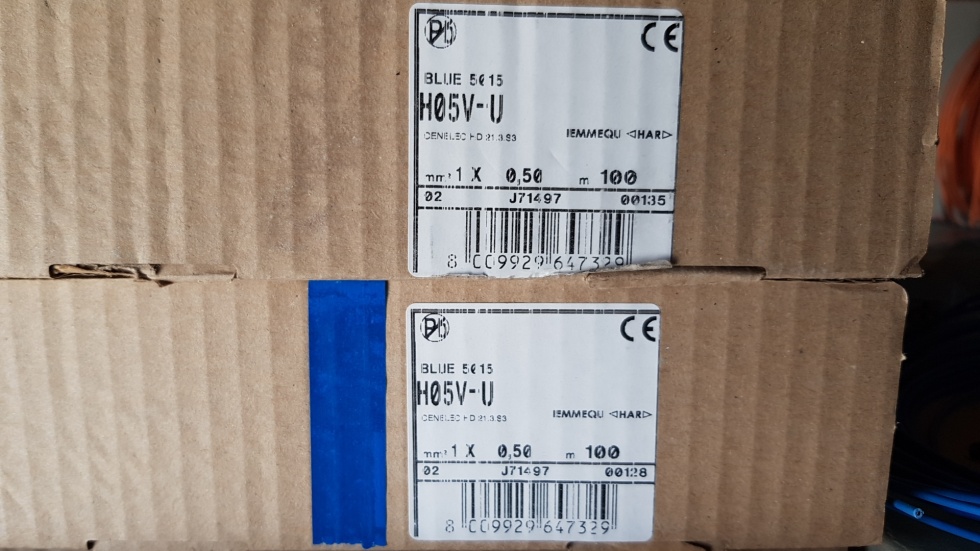 CE
BLUE 5015
H05V-U
CENELEC HD 21.3.S3
IEMMEQU ◁HAR▷
mm² 1 X 0,50 m 100
02 J71497 00135
8 009929 647329
CE
BLUE 5015
H05V-U
CENELEC HD 21.3.S3
IEMMEQU ◁HAR▷
mm² 1 X 0,50 m 100
02 J71497 00128
8 009929 647329